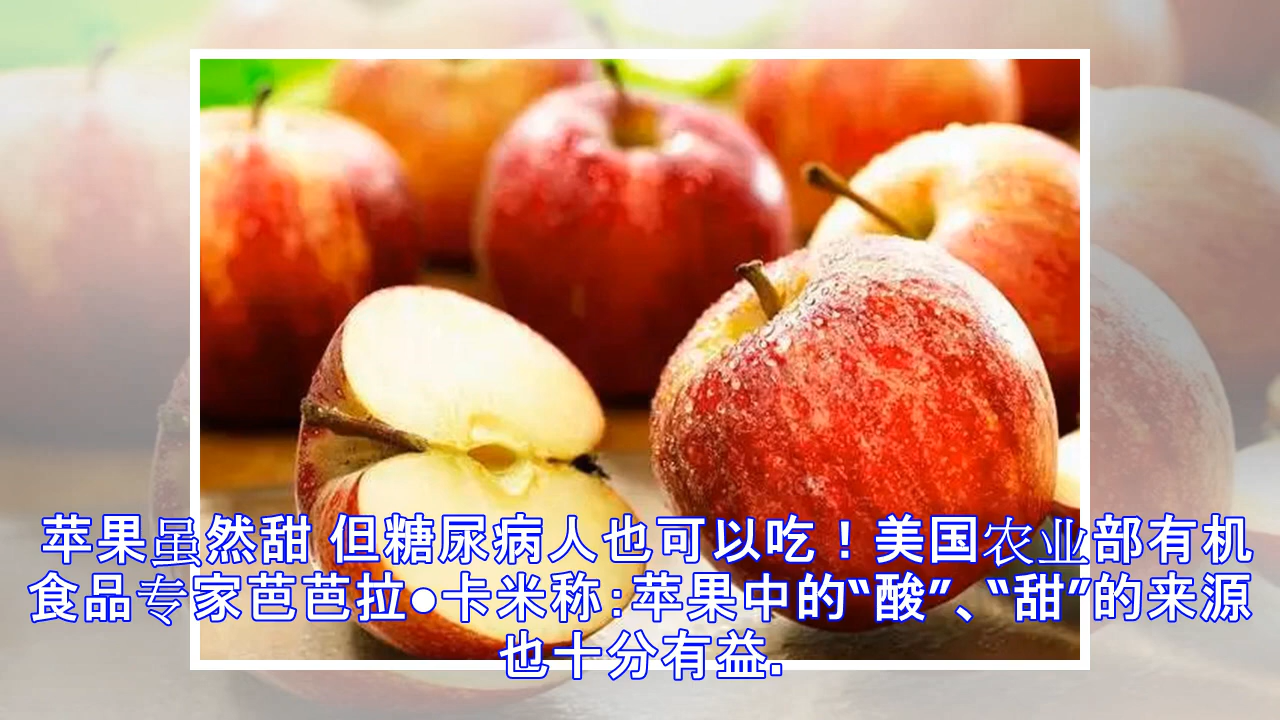 苹果虽然甜 但糖尿病人也可以吃！美国农业部有机
食品专家芭芭拉●卡米称:苹果中的“酸”、“甜”的来源
也十分有益.